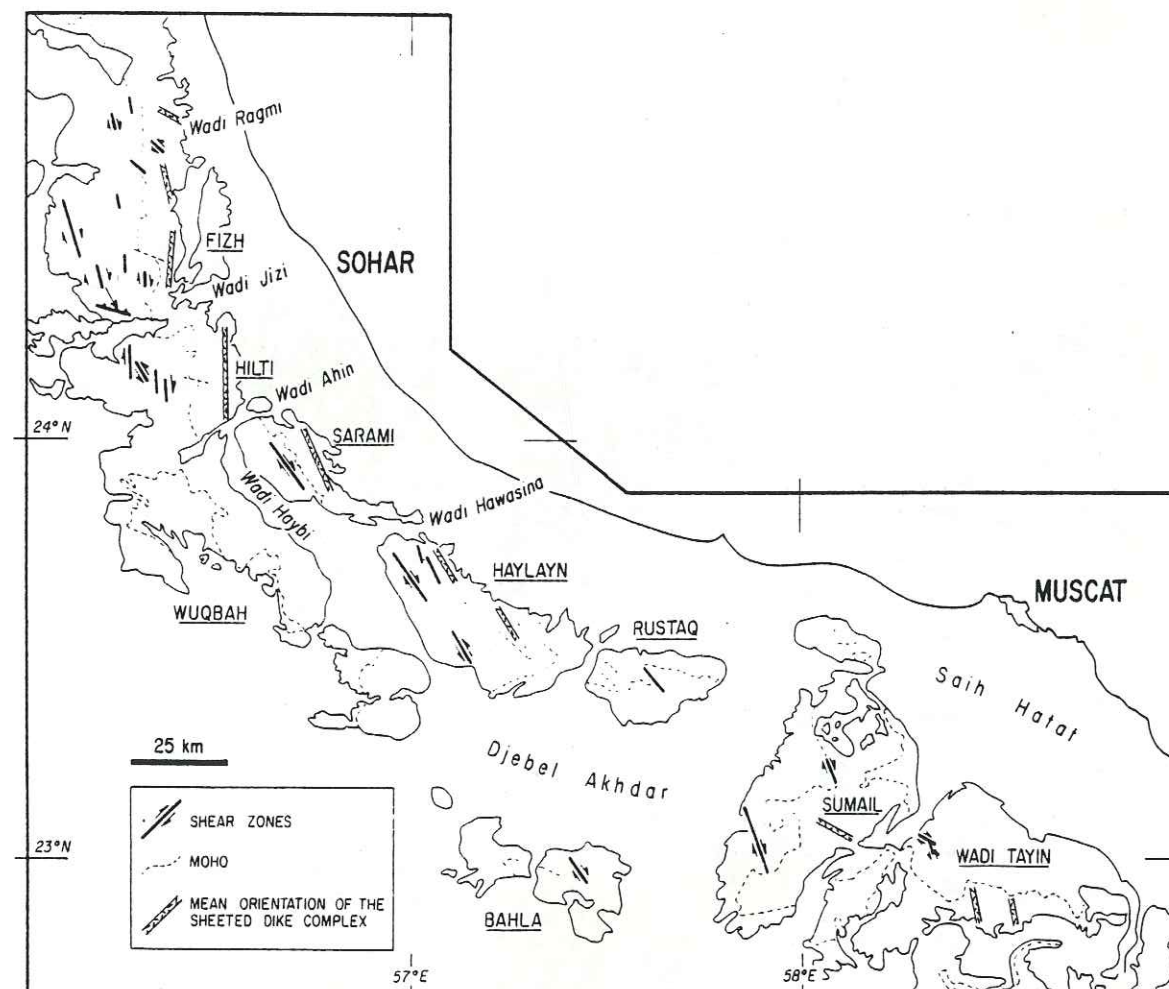 Wadi Ragmi
FIZH
SOHAR
Wadi Jizi
HILTI
Wadi Ahin
24°N
SARAMI
Wadi Haybi
Wadi Hawasina
HAYLAYN
MUSCAT
WUQBAH
RUSTAQ
Saih Hatat
25 km
Djebel Akhdar
SHEAR ZONES
SUMAIL
MOHO
23°N
WADI TAYIN
MEAN ORIENTATION OF THE
SHEETED DIKE COMPLEX
BAHLA
57°E
58°E S